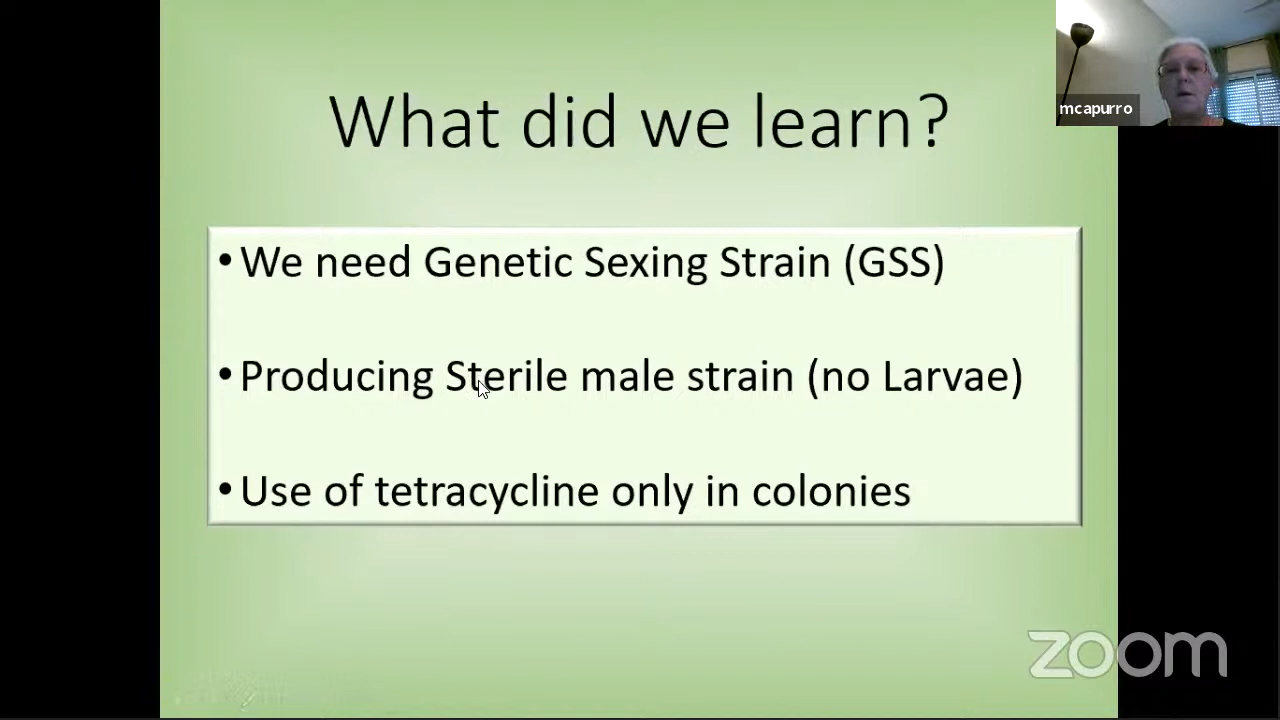 What did we learn?
mcapurro
• We need Genetic Sexing Strain (GSS)
• Producing Sterile male strain (no Larvae)
• Use of tetracycline only in colonies
zoom